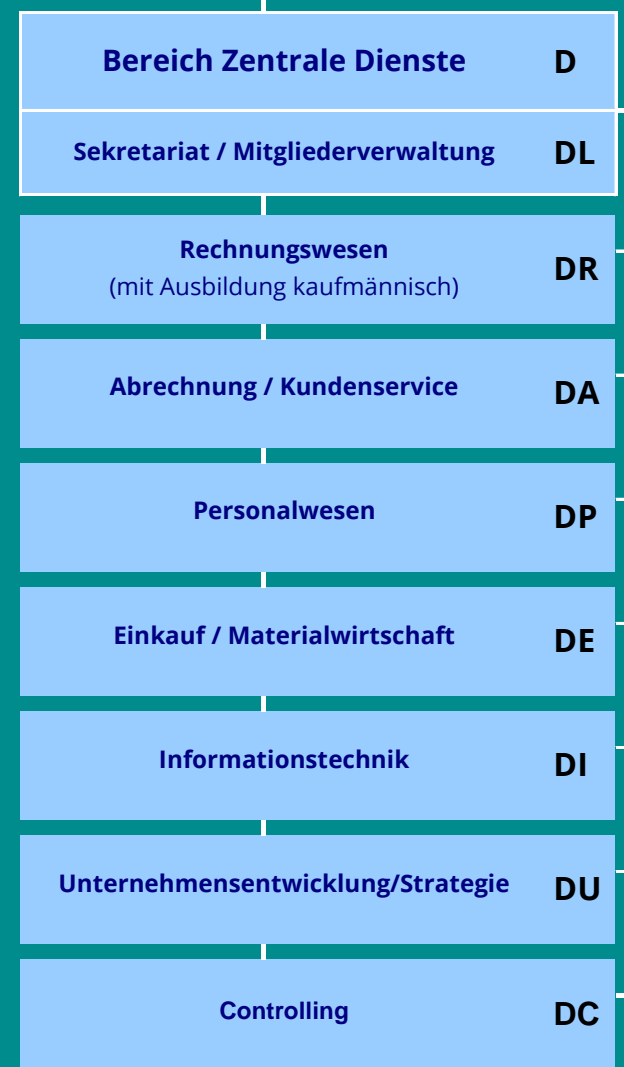 Bereich Zentrale Dienste D
Sekretariat / Mitgliederverwaltung DL
Rechnungswesen
(mit Ausbildung kaufmännisch) DR
Abrechnung / Kundenservice DA
Personalwesen DP
Einkauf / Materialwirtschaft DE
Informationstechnik DI
Unternehmensentwicklung/Strategie DU
Controlling DC